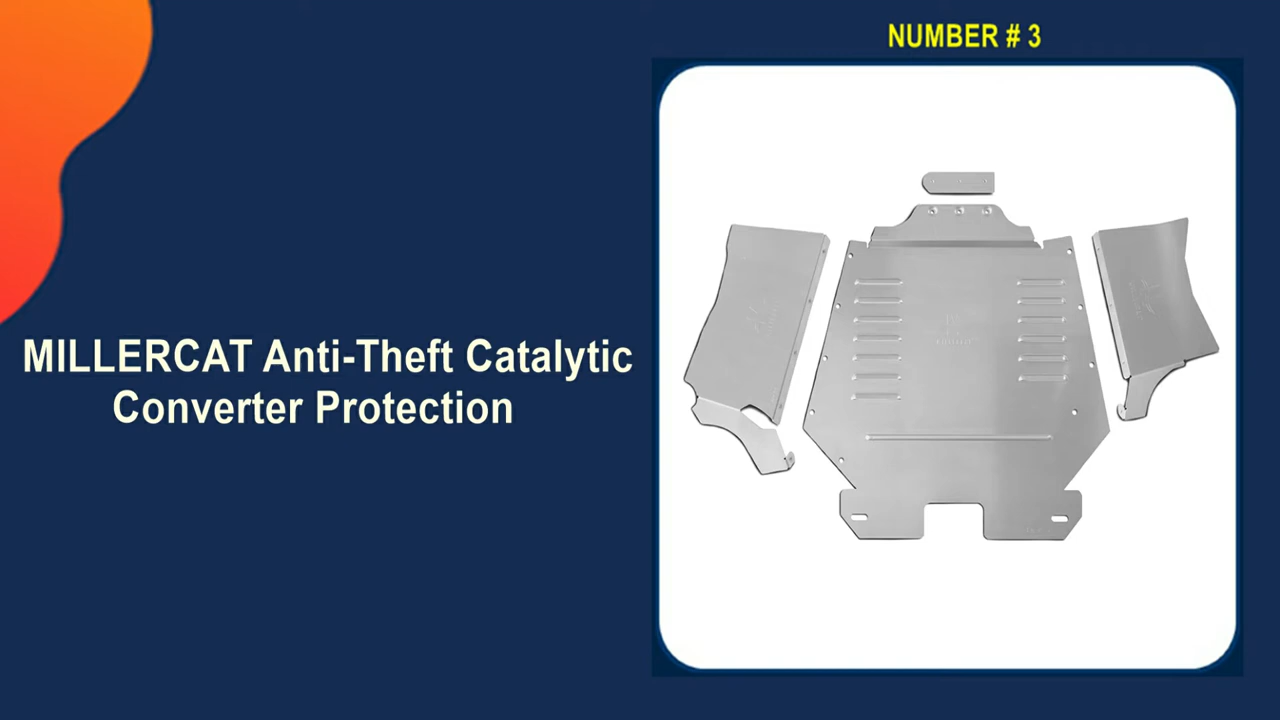 NUMBER # 3
MILLERCAT Anti-Theft Catalytic
Converter Protection